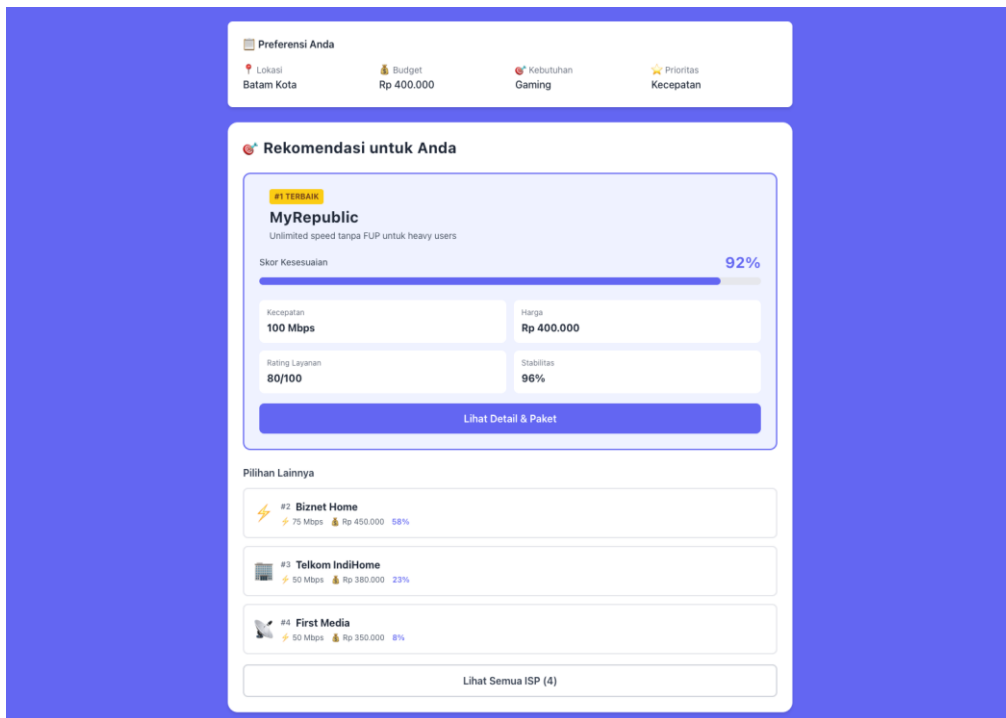 Preferensi Anda
Lokasi Budget Kebutuhan Prioritas
Batam Kota Rp 400.000 Gaming Kecepatan
Rekomendasi untuk Anda
#1 TERBAIK
MyRepublic
Unlimited speed tanpa FUP untuk heavy users
Skor Kesesuaian 92%
Kecepatan Harga
100 Mbps Rp 400.000
Rating Layanan Stabilitas
80/100 96%
Lihat Detail & Paket
Pilihan Lainnya
#2 Biznet Home
75 Mbps Rp 450.000 58%
#3 Telkom IndiHome
50 Mbps Rp 380.000 23%
#4 First Media
50 Mbps Rp 350.000 8%
Lihat Semua ISP (4)